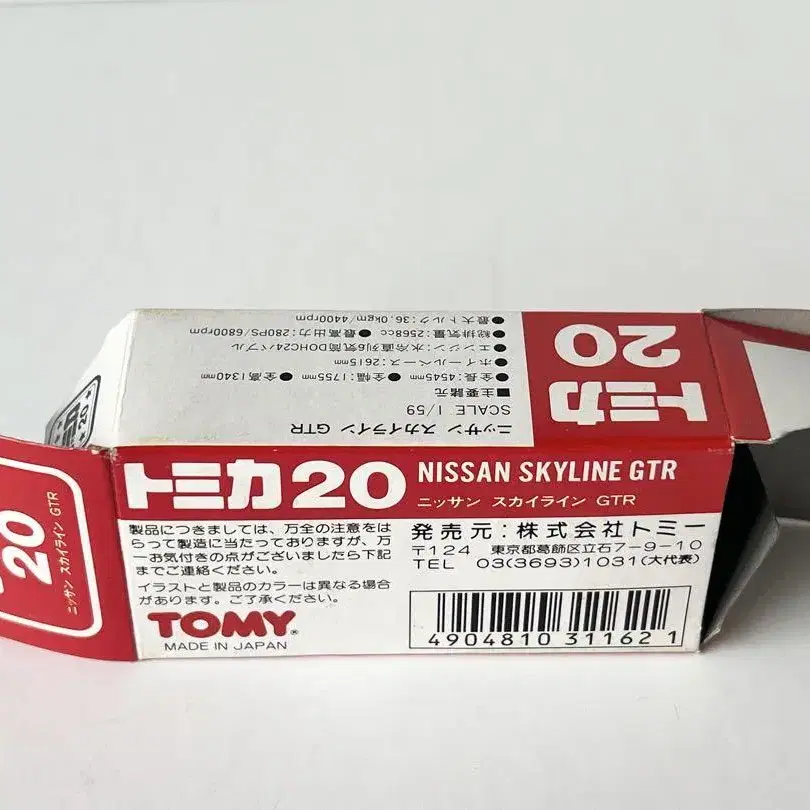 トミカ
20
ニッサン スカイライン GTR
SCALE 1/59
■主要諸元
●全長:4545mm ●全幅:1755mm ●全高1340mm
●ホイールベース:2615mm
●エンジン:水冷直列6気筒DOHC24バブル
●総排気量:2568cc ●最高出力:280PS/6800rpm
●最大トルク:36.0kgm/4400rpm
20
ニッサン スカイライン GTR
トミカ20 NISSAN SKYLINE GTR
ニッサン スカイライン GTR
製品につきましては、万全の注意をは
らって製造に当たっておりますが、万
一お気付きの点がございましたら下記
までご連絡ください。
イラストと製品のカラーは異なる場合
があります。ご了承ください。
TOMY®
MADE IN JAPAN
発売元:株式会社トミー
〒124 東京都葛飾区立石7-9-10
TEL 03(3693)1031(大代表)
4904810 311621